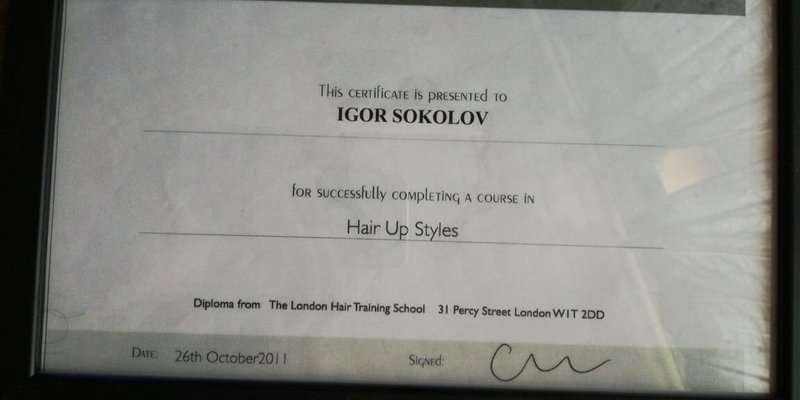 This certificate is presented to
IGOR SOKOLOV
for successfully completing a course in
Hair Up Styles
Diploma from The London Hair Training School 31 Percy Street London W1T 2DD
Date: 26th October2011 Signed: